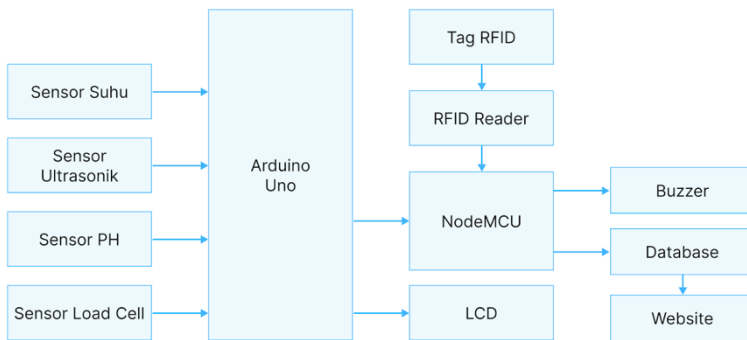 Tag RFID
Sensor Suhu
RFID Reader
Sensor
Ultrasonik
Arduino
Uno
Buzzer
NodeMCU
Sensor PH
Database
Sensor Load Cell
LCD
Website